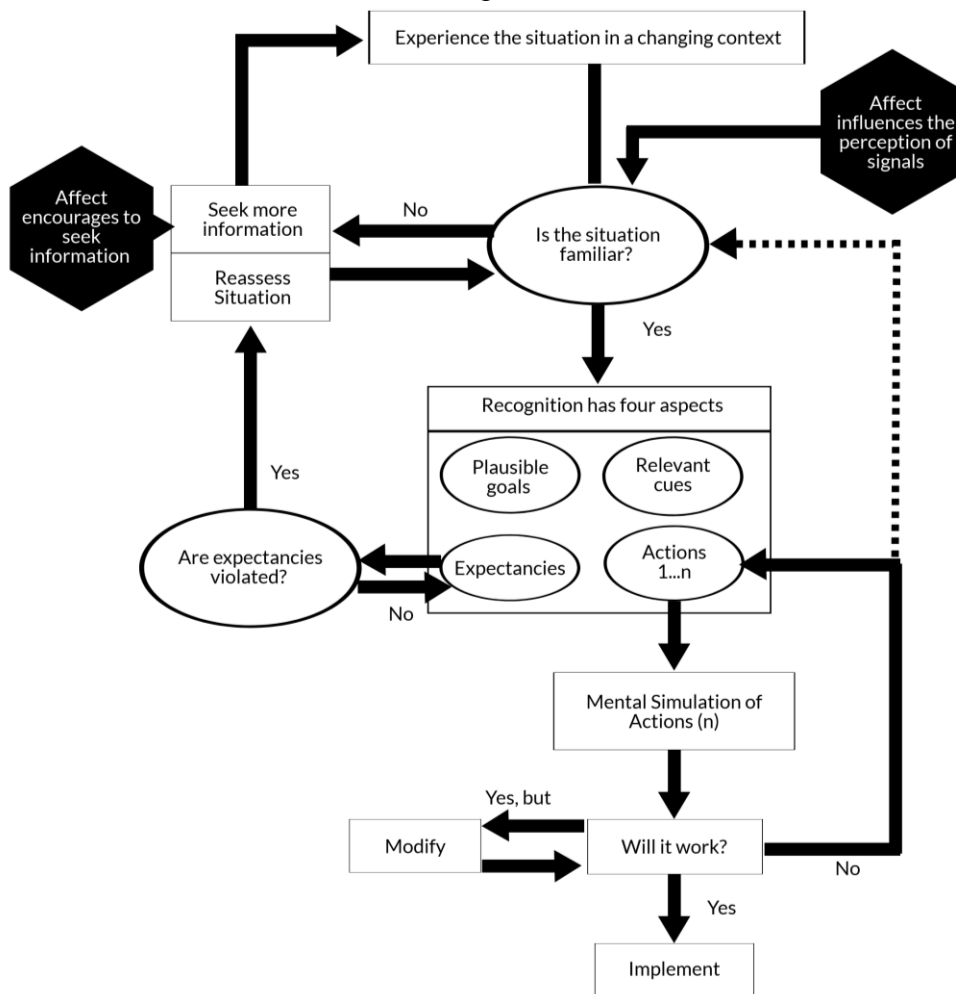 Experience the situation in a changing context
Affect
influences the
perception of
signals
Affect
encourages to
seek
information
Seek more
information
No
Is the situation
familiar?
Reassess
Situation
Yes
Recognition has four aspects
Plausible
goals
Relevant
cues
Yes
Are expectancies
violated?
Expectancies
Actions
1...n
No
Mental Simulation of
Actions (n)
Yes, but
Modify
Will it work?
No
Yes
Implement